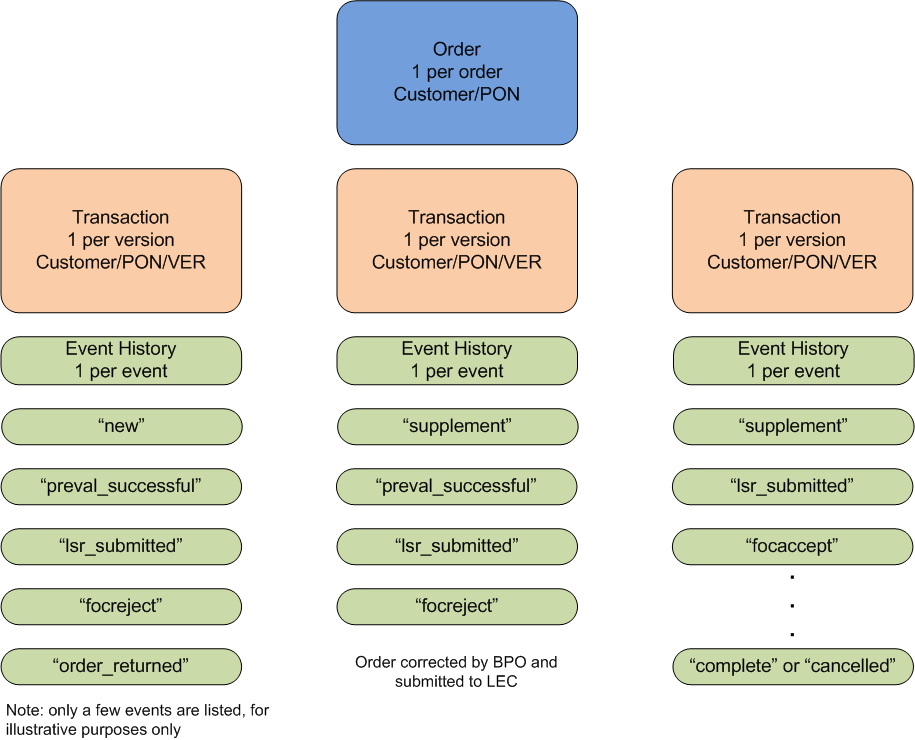 Order
1 per order
Customer/PON
Transaction
1 per version
Customer/PON/VER
Event History
1 per event
“new”
“preval_successful”
“lsr_submitted”
“focreject”
“order_returned”
Note: only a few events are listed, for
illustrative purposes only
Transaction
1 per version
Customer/PON/VER
Event History
1 per event
“supplement”
“preval_successful”
“lsr_submitted”
“focreject”
Order corrected by BPO and
submitted to LEC
Transaction
1 per version
Customer/PON/VER
Event History
1 per event
“supplement”
“lsr_submitted”
“focaccept”
.
.
.
“complete” or “cancelled”